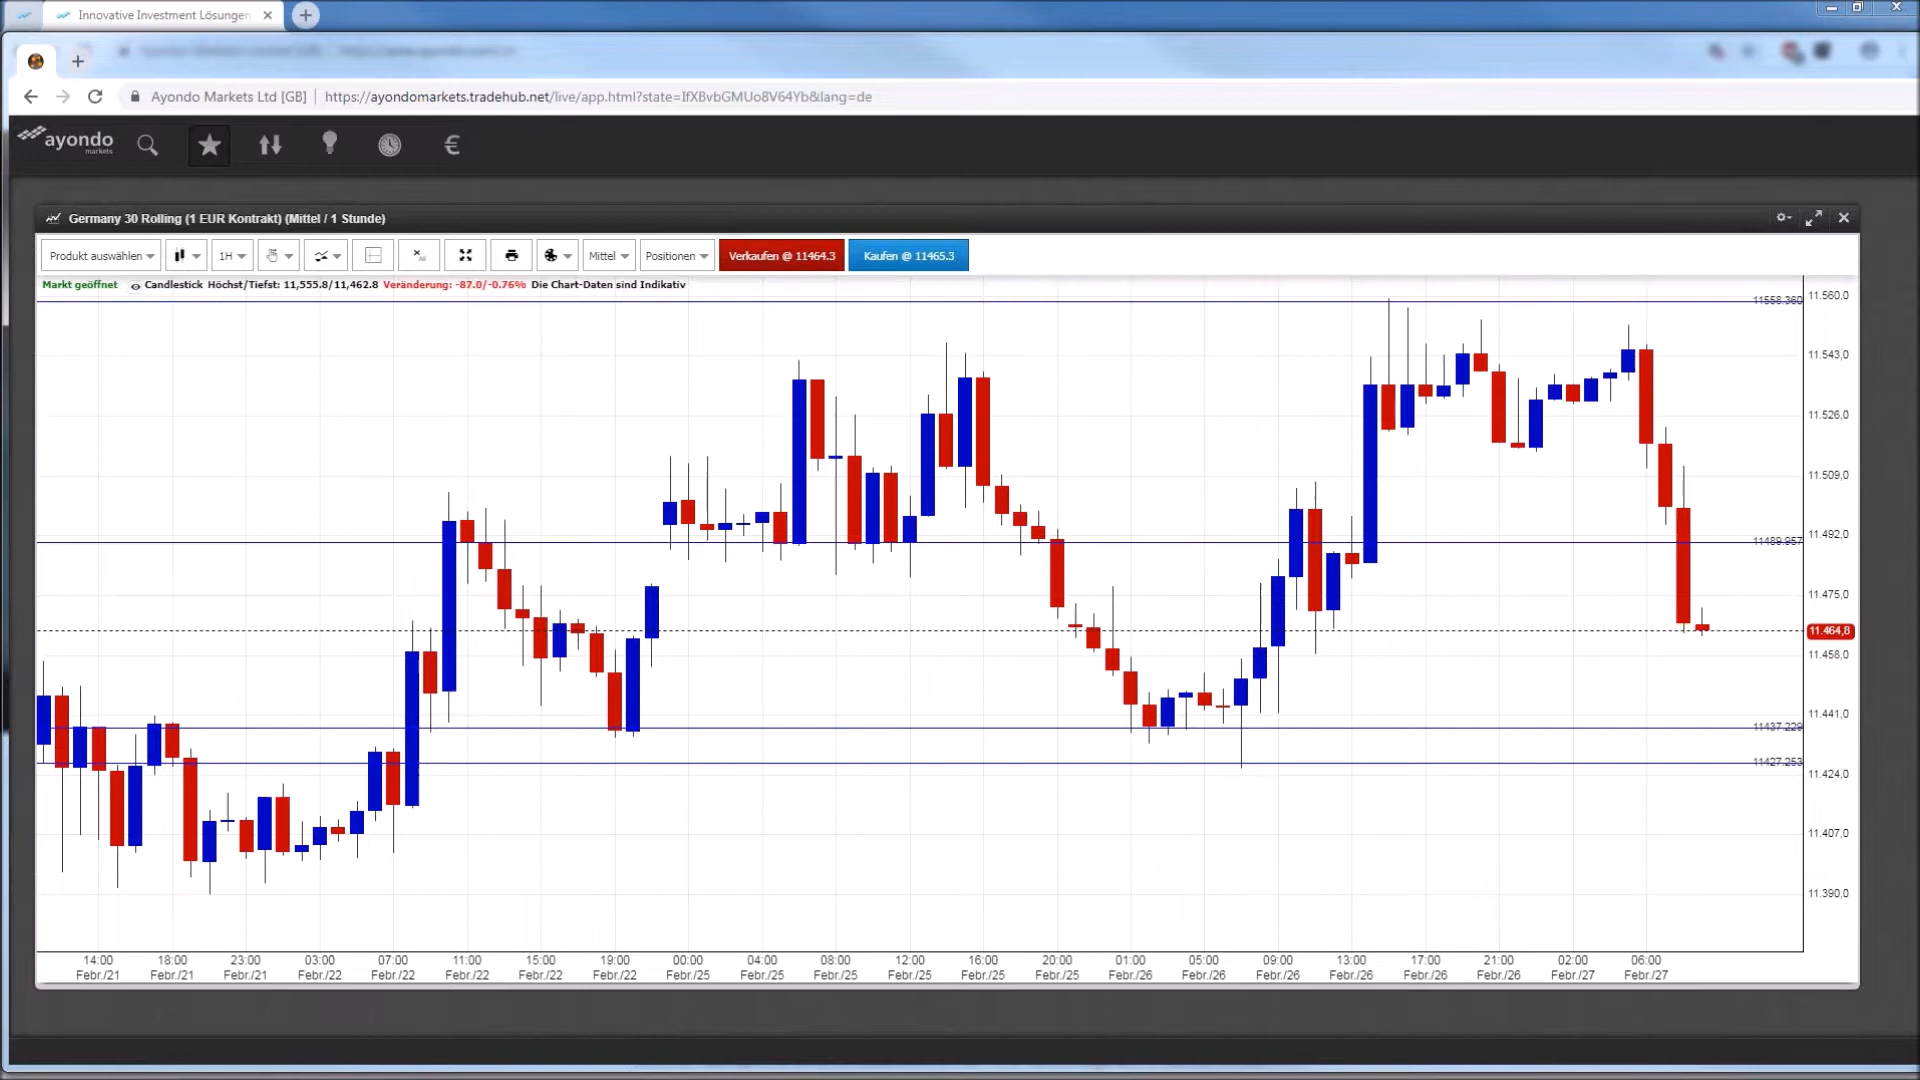 Innovative Investment Lösungen
Ayondo Markets Ltd [GB] https://ayondomarkets.tradehub.net/live/app.html?state=IfXBvbGMUo8V64Yb&lang=de
ayondo
markets
Germany 30 Rolling (1 EUR Kontrakt) (Mittel / 1 Stunde)
Produkt auswählen 1H Mittel Positionen Verkaufen @ 11464.3 Kaufen @ 11465.3
Markt geöffnet Candlestick Höchst/Tiefst: 11,555.8/11,462.8 Veränderung: -87.0/-0.76% Die Chart-Daten sind Indikativ
11558.360
11.560,0
11.543,0
11.526,0
11.509,0
11.492,0
11489.957
11.475,0
11.464,8
11.458,0
11.441,0
11437.229
11427.253
11.424,0
11.407,0
11.390,0
14:00 18:00 23:00 03:00 07:00 11:00 15:00 19:00 00:00 04:00 08:00 12:00 16:00 20:00 01:00 05:00 09:00 13:00 17:00 21:00 02:00 06:00
Febr./21 Febr./21 Febr./21 Febr./22 Febr./22 Febr./22 Febr./22 Febr./22 Febr./25 Febr./25 Febr./25 Febr./25 Febr./25 Febr./25 Febr./26 Febr./26 Febr./26 Febr./26 Febr./26 Febr./26 Febr./27 Febr./27